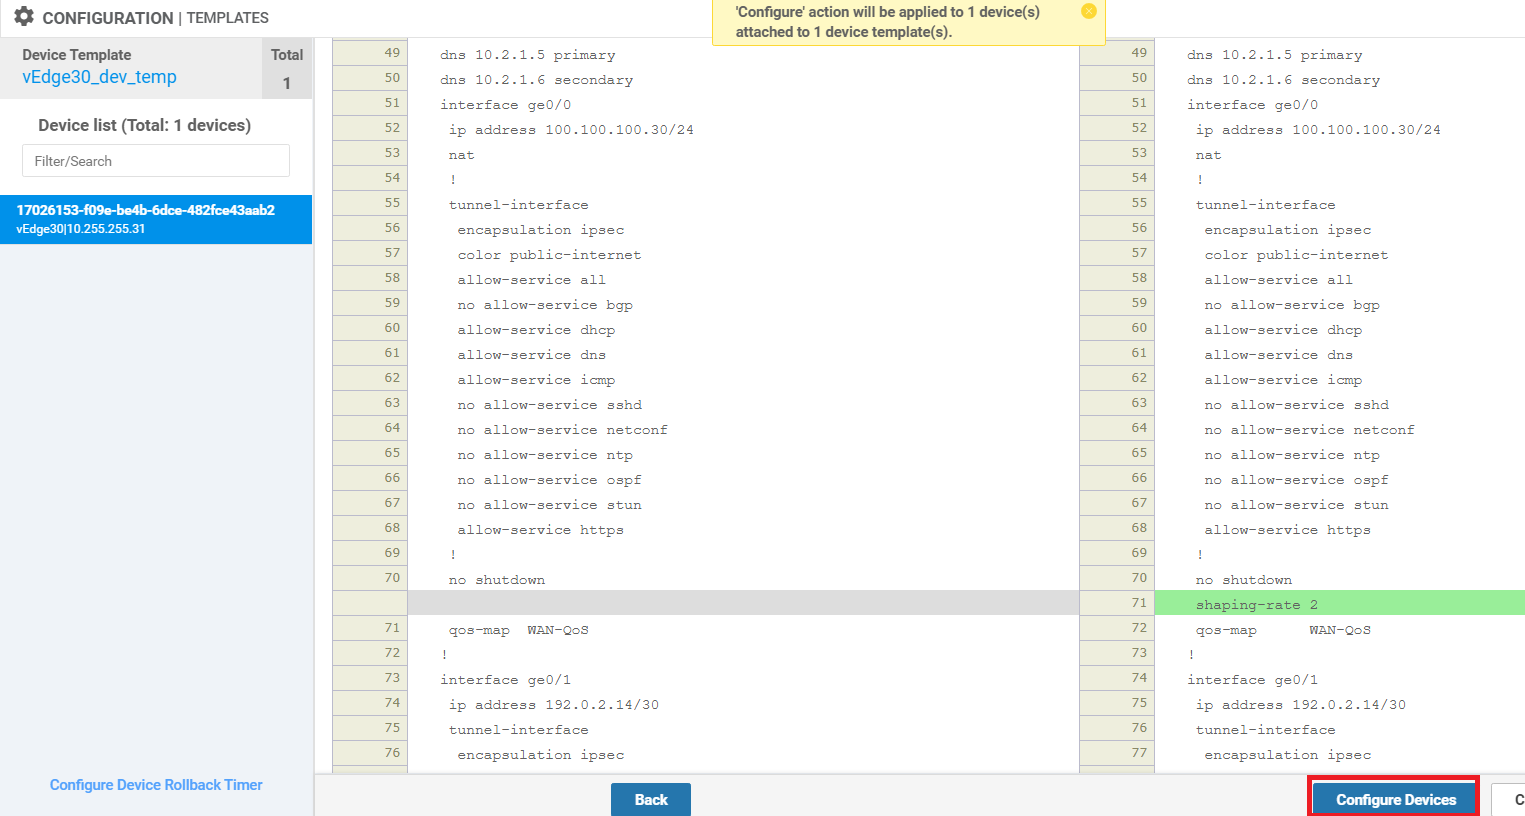 CONFIGURATION | TEMPLATES
'Configure' action will be applied to 1 device(s)
attached to 1 device template(s).
Device Template
vEdge30_dev_temp
Total
1
Device list (Total: 1 devices)
Filter/Search
17026153-f09e-be4b-6dce-482fce43aab2
vEdge30|10.255.255.31
Configure Device Rollback Timer
49 dns 10.2.1.5 primary
50 dns 10.2.1.6 secondary
51 interface ge0/0
52 ip address 100.100.100.30/24
53 nat
54 !
55 tunnel-interface
56 encapsulation ipsec
57 color public-internet
58 allow-service all
59 no allow-service bgp
60 allow-service dhcp
61 allow-service dns
62 allow-service icmp
63 no allow-service sshd
64 no allow-service netconf
65 no allow-service ntp
66 no allow-service ospf
67 no allow-service stun
68 allow-service https
69 !
70 no shutdown
71 qos-map WAN-QoS
72 !
73 interface ge0/1
74 ip address 192.0.2.14/30
75 tunnel-interface
76 encapsulation ipsec
49 dns 10.2.1.5 primary
50 dns 10.2.1.6 secondary
51 interface ge0/0
52 ip address 100.100.100.30/24
53 nat
54 !
55 tunnel-interface
56 encapsulation ipsec
57 color public-internet
58 allow-service all
59 no allow-service bgp
60 allow-service dhcp
61 allow-service dns
62 allow-service icmp
63 no allow-service sshd
64 no allow-service netconf
65 no allow-service ntp
66 no allow-service ospf
67 no allow-service stun
68 allow-service https
69 !
70 no shutdown
71 shaping-rate 2
72 qos-map WAN-QoS
73 !
74 interface ge0/1
75 ip address 192.0.2.14/30
76 tunnel-interface
77 encapsulation ipsec
Back
Configure Devices